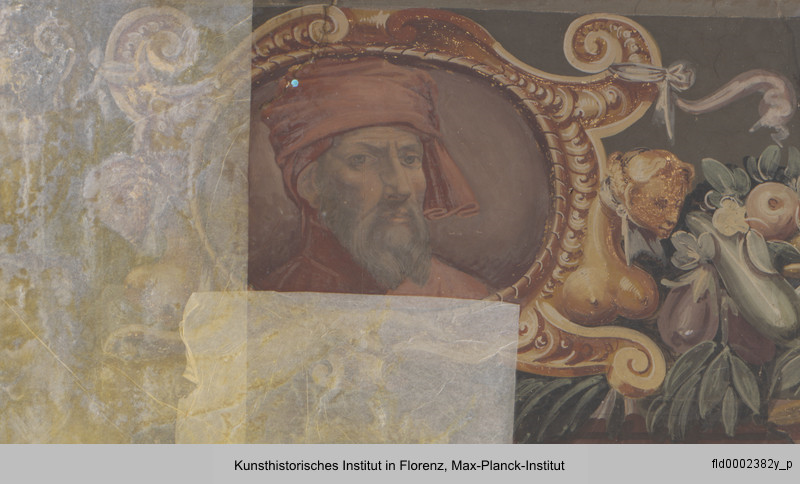 Kunsthistorisches Institut in Florenz, Max-Planck-Institut
fld0002382y_p